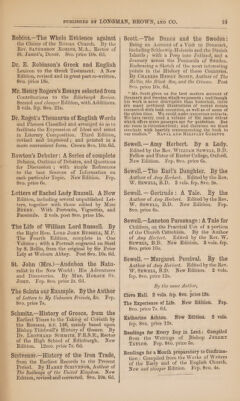 PUBLISHED BY LONGMAN, BROWN, AND CO. 19
Robins.—The Whole Evidence against
the Claims of the Roman Church. By the
Rev. SANDERSON ROBINS, M.A., Rector of
St. James's, Dover. 8vo. price 10s. 6d.
Dr. E. Robinson's Greek and English
Lexicon to the Greek Testament. A New
Edition, revised and in great part re-written.
8vo. price 18s.
Mr. Henry Rogers's Essays selected from
Contributions to the Edinburgh Review.
Second and cheaper Edition, with Additions.
3 vols. fcp. 8vo. 21s.
Dr. Roget's Thesaurus of English Words
and Phrases Classified and arranged so as to
facilitate the Expression of Ideas and assist
in Literary Composition. Third Edition,
revised and improved; and printed in a
more convenient form. Crown 8vo. 10s. 6d.
Rowton's Debater: A Series of complete
Debates, Outlines of Debates, and Questions
for Discussion; with ample References
to the best Sources of Information on
each particular Topic. New Edition. Fcp.
8vo. price 6s.
Letters of Rachel Lady Russell. A New
Edition, including several unpublished Let-
ters, together with those edited by Miss
BERRY. With Portraits, Vignettes, and
Facsimile. 2 vols. post 8vo. price 15s.
The Life of William Lord Russell. By
the Right Hon. LORD JOHN RUSSELL, M.P.
The Fourth Edition, complete in One
Volume; with a Portrait engraved on Steel
by S. Bellin, from the original by Sir Peter
Lely at Woburn Abbey. Post 8vo. 10s. 6d.
St. John (Mrs.)—Audubon the Natu-
ralist in the New World: His Adventures
and Discoveries. By MRS. HORACE ST.
JOHN. Fcp. 8vo. price 2s. 6d.
The Saints our Example. By the Author
of Letters to My Unknown Friends, &c. Fcp.
8vo. price 7s.
Schmitz.—History of Greece, from the
Earliest Times to the Taking of Corinth by
the Romans, B.C. 146, mainly based upon
Bishop Thirlwall's History of Greece. By
Dr. LEONHARD SCHMITZ, F.R.S.E., Rector
of the High School of Edinburgh. New
Edition. 12mo. price 7s. 6d.
Scrivenor.—History of the Iron Trade,
from the Earliest Records to the Present
Period. By HARRY SCRIVENOR, Author of
The Railways of the United Kingdom. New
Edition, revised and corrected. 8vo. 10s. 6d.
Scott.—The Danes and the Swedes:
Being an Account of a Visit to Denmark,
including Schleswig-Holstein and the Danish
Islands; with a Peep into Jutland, and a
Journey across the Peninsula of Sweden.
Embracing a Sketch of the most interesting
points in the History of those Countries.
By CHARLES HENRY SCOTT, Author of The
Baltic, the Black Sea, and the Crimea. Post
8vo. price 10s. 6d.
Sewell.—Amy Herbert. By a Lady.
Edited by the Rev. WILLIAM SEWELL, B.D.
Fellow and Tutor of Exeter College, Oxford.
New Edition. Fcp. 8vo. price 6s.
Sewell.—The Earl's Daughter. By the
Author of Amy Herbert. Edited by the Rev.
W. SEWELL, B.D. 2 vols. fcp. 8vo. 9s.
Sewell. — Gertrude: A Tale. By the
Author of Amy Herbert. Edited by the Rev.
W. SEWELL, B.D. New Edition. Fcp.
8vo. price 6s.
Sewell.—Laneton Parsonage: A Tale for
Children, on the Practical Use of a portion
of the Church Catechism. By the Author
of Amy Herbert. Edited by the Rev. W.
SEWELL, B.D. New Edition. 3 vols. fcp.
8vo. price 16s.
Sewell.—Margaret Percival. By the
Author of Amy Herbert. Edited by the Rev.
W. SEWELL, B.D. New Edition. 2 vols.
fcp. 8vo. price 12s.
By the same Author,
Cleve Hall. 2 vols. fcp. 8vo. price 12s.
The Experience of Life. New Edition. Fcp.
8vo. price 7s. 6d.
Katharine Ashton. New Edition. 2 vols.
fcp. 8vo. price 12s.
Readings for Every Day in Lent: Compiled
from the Writings of Bishop JEREMY
TAYLOR. Fcp. 8vo. price 5s.
Readings for a Month preparatory to Confirma-
tion: Compiled from the Works of Writers
of the Early and of the English Church.
New and cheaper Edition. Fcp. 8vo. 4s.